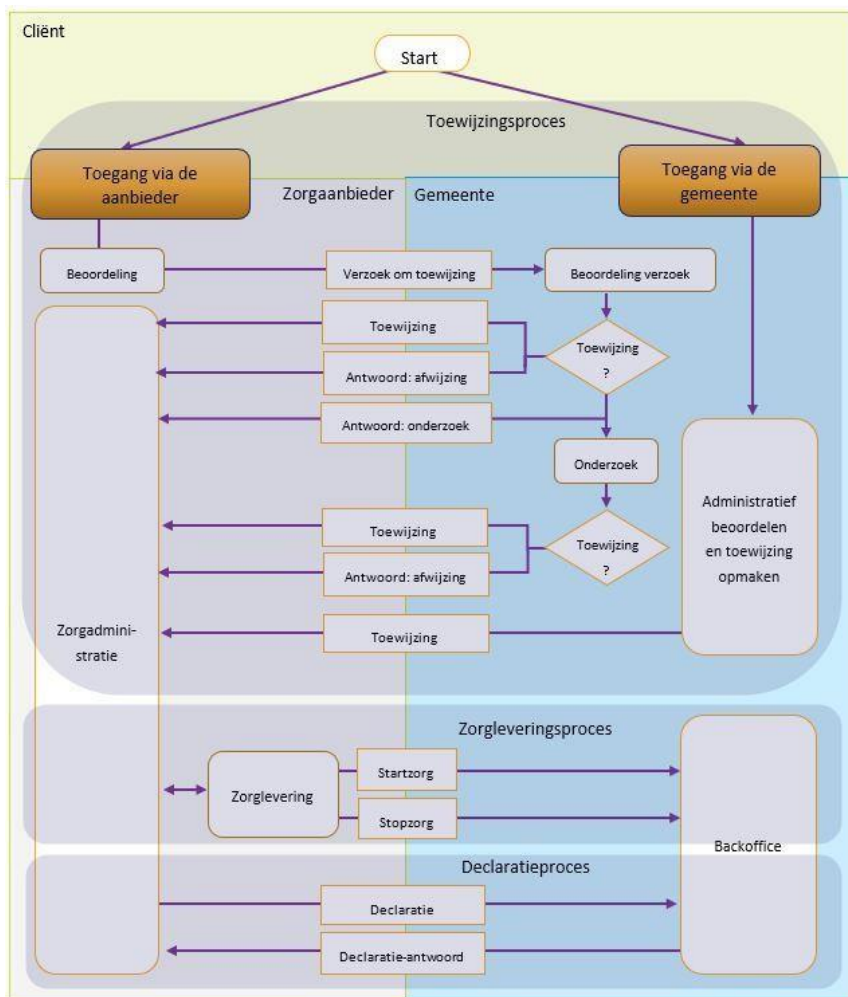 Cliënt
Start
Toewijzingsproces
Toegang via de
aanbieder
Toegang via de
gemeente
Zorgaanbieder
Gemeente
Beoordeling
Verzoek om toewijzing
Beoordeling verzoek
Toewijzing
Toewijzing
?
Antwoord: afwijzing
Antwoord: onderzoek
Onderzoek
Administratief
beoordelen
en toewijzing
opmaken
Toewijzing
Toewijzing
?
Antwoord: afwijzing
Zorgadmini-
stratie
Toewijzing
Zorgleveringsproces
Startzorg
Zorglevering
Stopzorg
Backoffice
Declaratieproces
Declaratie
Declaratie-antwoord